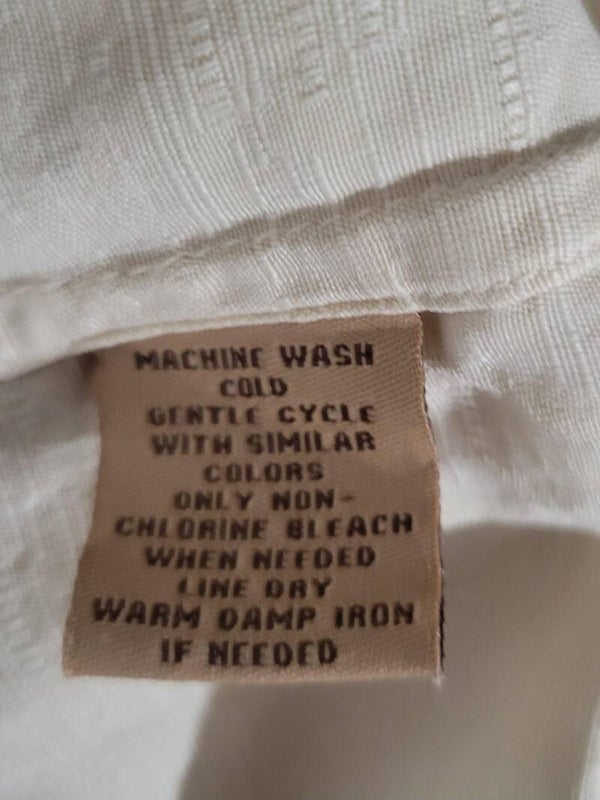 MACHINE WASH
COLD
GENTLE CYCLE
WITH SIMILAR
COLORS
ONLY NON-
CHLORINE BLEACH
WHEN NEEDED
LINE DRY
WARM DAMP IRON
IF NEEDED